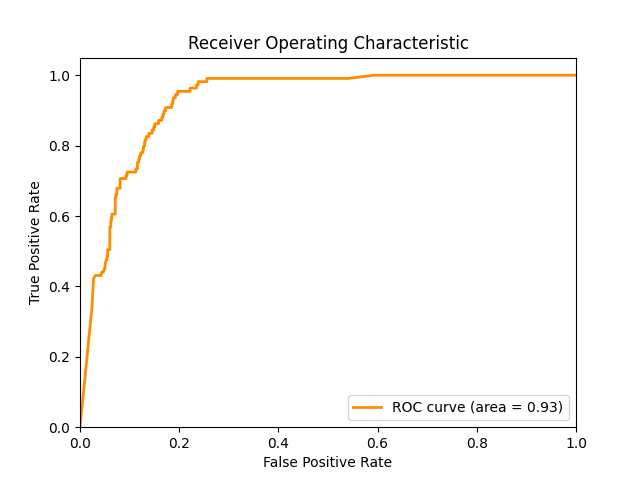 Receiver Operating Characteristic
1.0
0.8
0.6
0.4
0.2
0.0
True Positive Rate
ROC curve (area = 0.93)
0.0 0.2 0.4 0.6 0.8 1.0
False Positive Rate